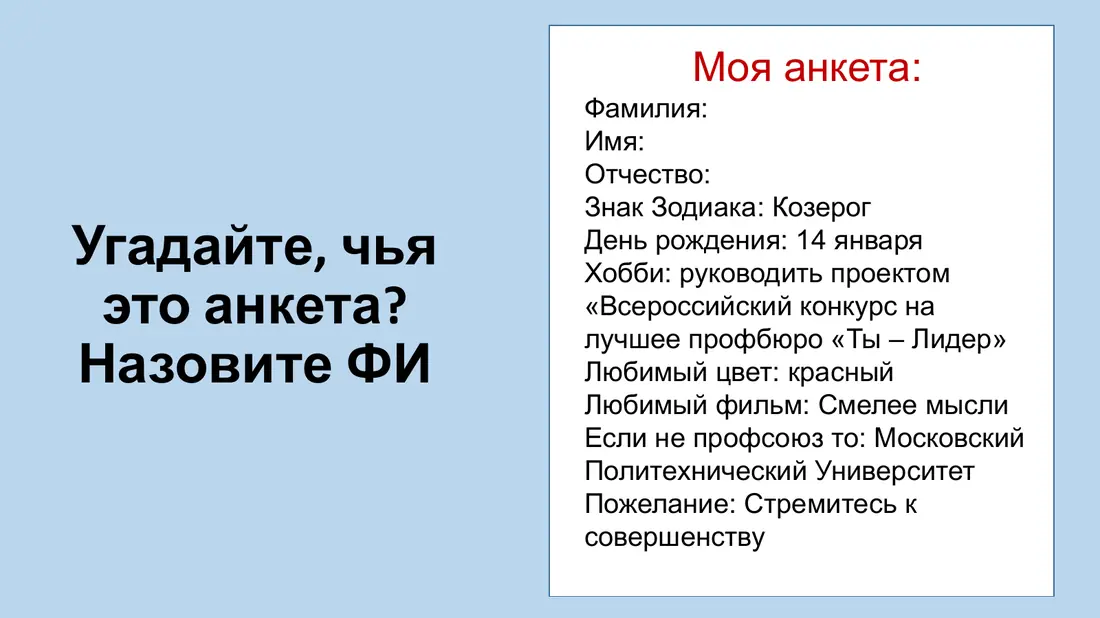 Угадайте, чья
это анкета?
Назовите ФИ
Моя анкета:
Фамилия:
Имя:
Отчество:
Знак Зодиака: Козерог
День рождения: 14 января
Хобби: руководить проектом
«Всероссийский конкурс на
лучшее профбюро «Ты – Лидер»
Любимый цвет: красный
Любимый фильм: Смелее мысли
Если не профсоюз то: Московский
Политехнический Университет
Пожелание: Стремитесь к
совершенству